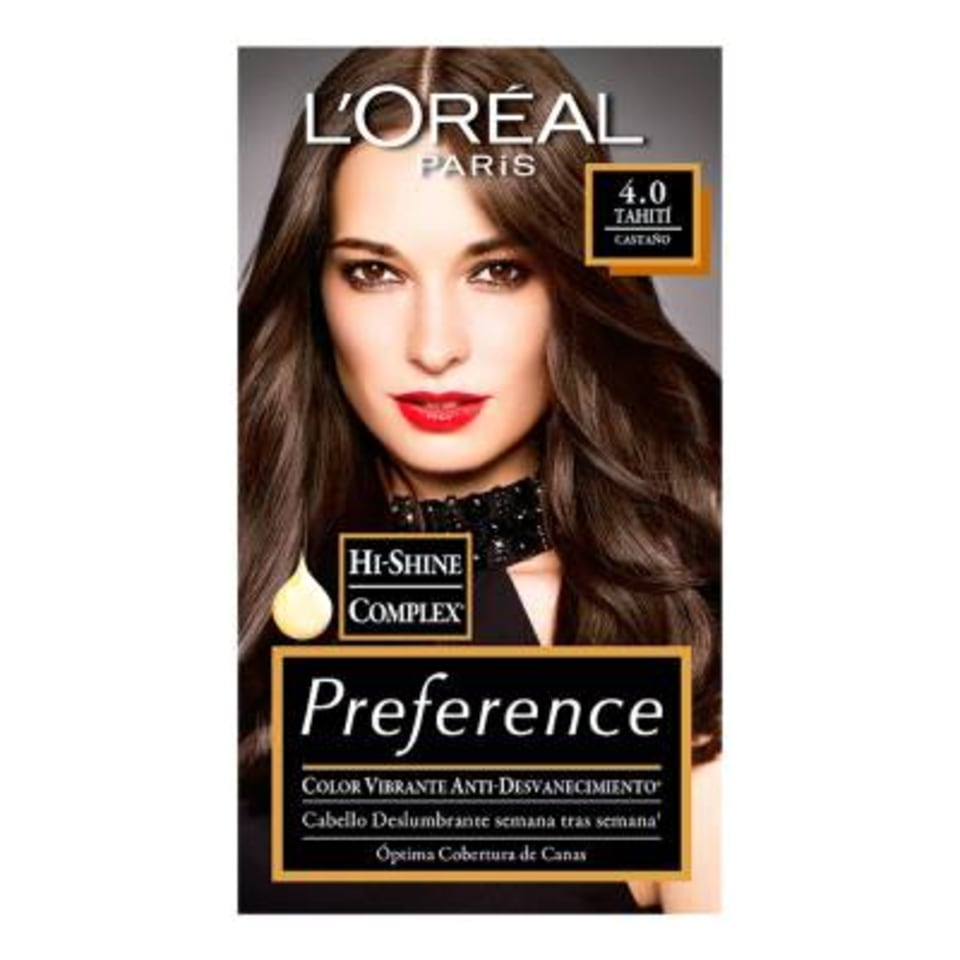 L'ORÉAL
PARiS
4.0
TAHITÍ
CASTAÑO
HI-SHINE
COMPLEX
Preference
COLOR VIBRANTE ANTI-DESVANECIMIENTO
Cabello Deslumbrante semana tras semana¹
Óptima Cobertura de Canas